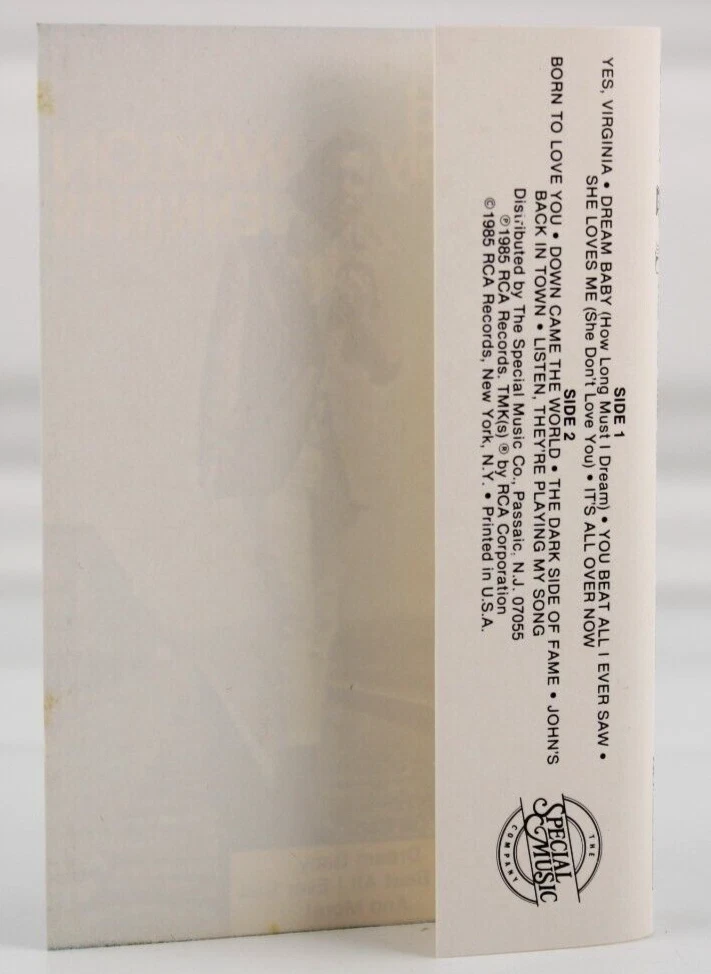 SIDE 1
YES, VIRGINIA • DREAM BABY (How Long Must I Dream) • YOU BEAT ALL I EVER SAW •
SHE LOVES ME (She Don't Love You) • IT'S ALL OVER NOW
SIDE 2
BORN TO LOVE YOU • DOWN CAME THE WORLD • THE DARK SIDE OF FAME • JOHN'S
BACK IN TOWN • LISTEN, THEY'RE PLAYING MY SONG
Distributed by The Special Music Co., Passaic, N.J. 07055
℗1985 RCA Records. TMK(s) ® by RCA Corporation
©1985 RCA Records, New York, N.Y. • Printed in U.S.A.
THE
SPECIAL
MUSIC
COMPANY